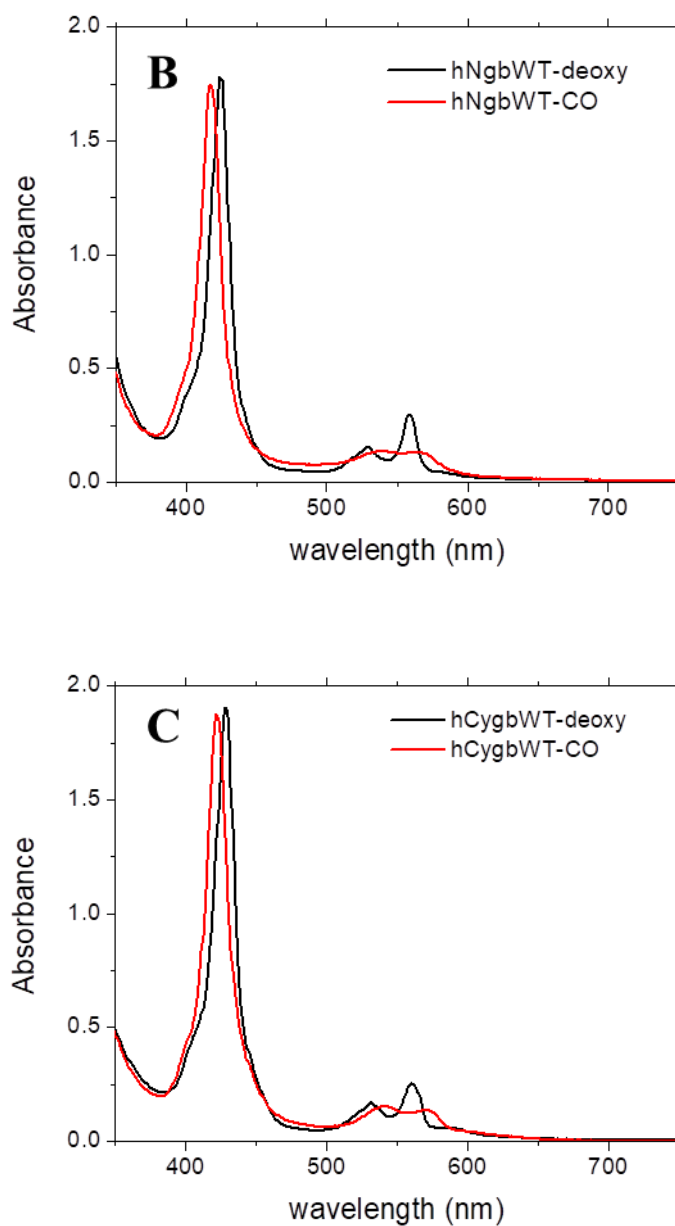 B
hNgbWT-deoxy
hNgbWT-CO
2.0
1.5
1.0
0.5
0.0
Absorbance
400 500 600 700
wavelength (nm)
C
hCygbWT-deoxy
hCygbWT-CO
2.0
1.5
1.0
0.5
0.0
Absorbance
400 500 600 700
wavelength (nm)